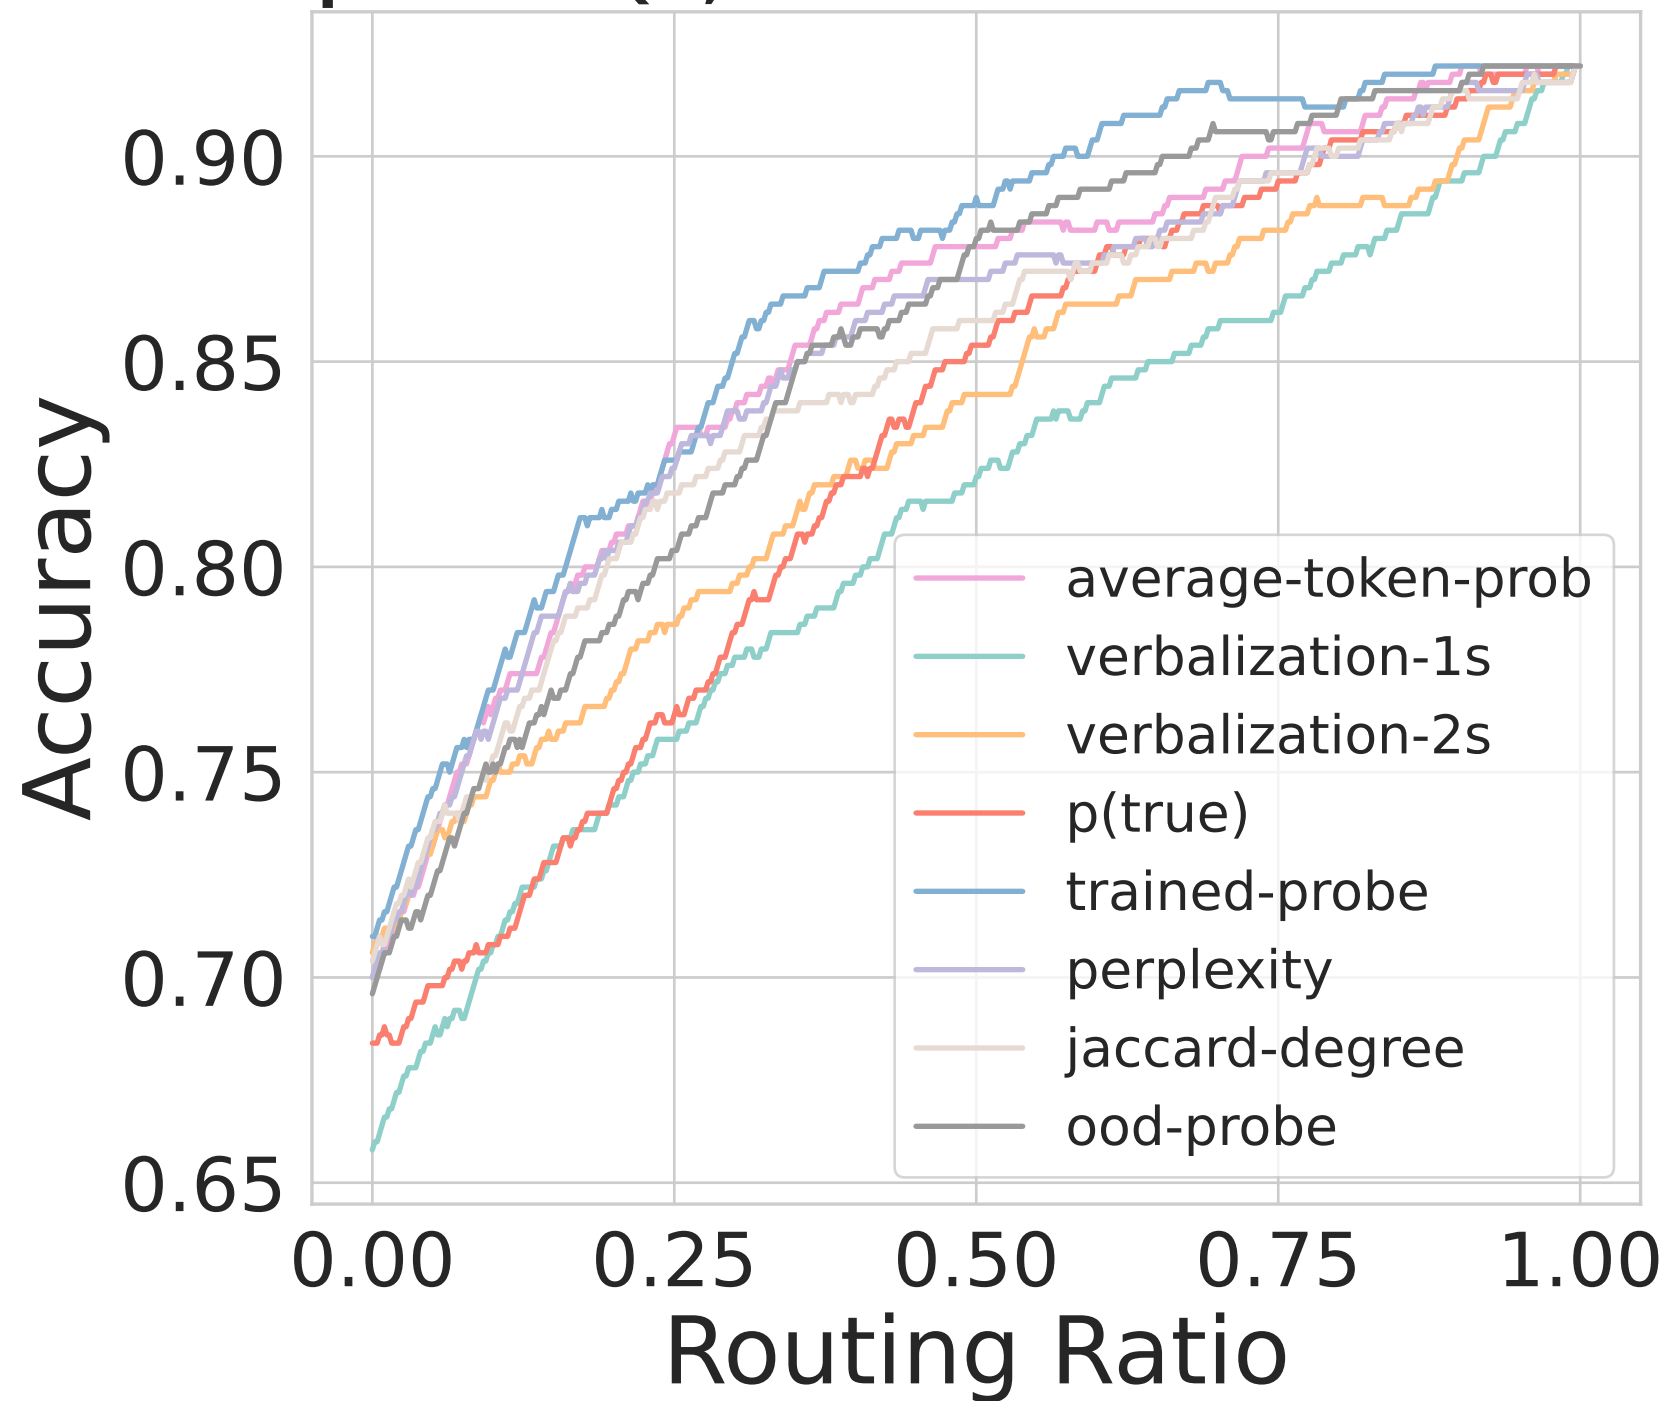 0.90
0.85
0.80
0.75
0.70
0.65
Accuracy
average-token-prob
verbalization-1s
verbalization-2s
p(true)
trained-probe
perplexity
jaccard-degree
ood-probe
0.00 0.25 0.50 0.75 1.00
Routing Ratio